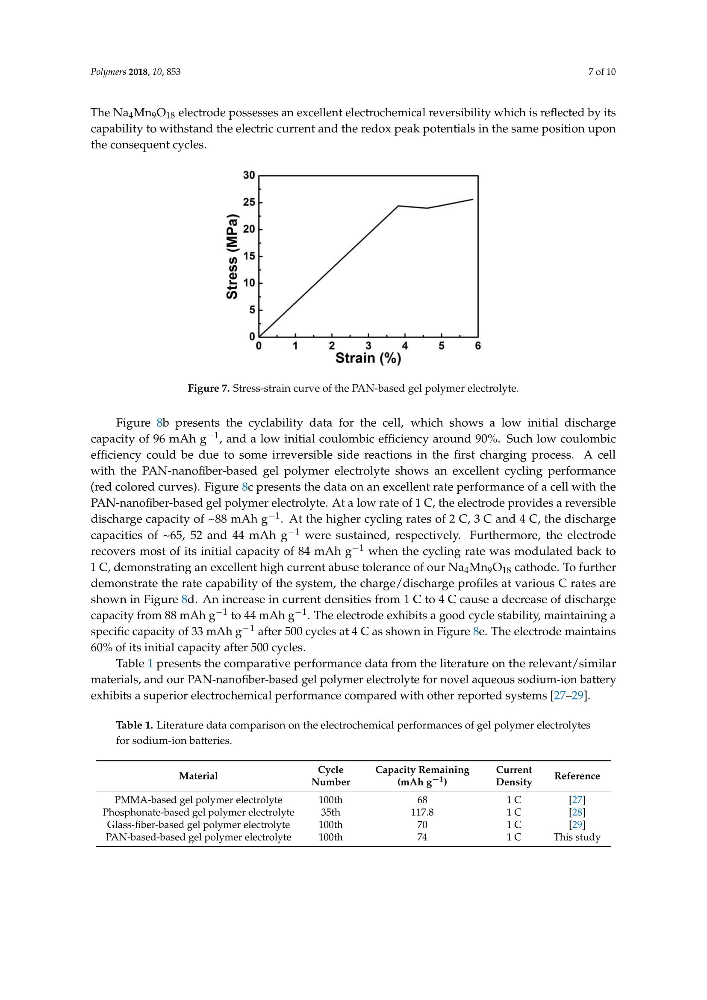 Polymers 2018, 10, 853
7 of 10
The Na4Mn9O18 electrode possesses an excellent electrochemical reversibility which is reflected by its
capability to withstand the electric current and the redox peak potentials in the same position upon
the consequent cycles.
30
25
20
15
10
5
0
Stress (MPa)
0 1 2 3 4 5 6
Strain (%)
Figure 7. Stress-strain curve of the PAN-based gel polymer electrolyte.
Figure 8b presents the cyclability data for the cell, which shows a low initial discharge
capacity of 96 mAh g−1, and a low initial coulombic efficiency around 90%. Such low coulombic
efficiency could be due to some irreversible side reactions in the first charging process. A cell
with the PAN-nanofiber-based gel polymer electrolyte shows an excellent cycling performance
(red colored curves). Figure 8c presents the data on an excellent rate performance of a cell with the
PAN-nanofiber-based gel polymer electrolyte. At a low rate of 1 C, the electrode provides a reversible
discharge capacity of ~88 mAh g−1. At the higher cycling rates of 2 C, 3 C and 4 C, the discharge
capacities of ~65, 52 and 44 mAh g−1 were sustained, respectively. Furthermore, the electrode
recovers most of its initial capacity of 84 mAh g−1 when the cycling rate was modulated back to
1 C, demonstrating an excellent high current abuse tolerance of our Na4Mn9O18 cathode. To further
demonstrate the rate capability of the system, the charge/discharge profiles at various C rates are
shown in Figure 8d. An increase in current densities from 1 C to 4 C cause a decrease of discharge
capacity from 88 mAh g−1 to 44 mAh g−1. The electrode exhibits a good cycle stability, maintaining a
specific capacity of 33 mAh g−1 after 500 cycles at 4 C as shown in Figure 8e. The electrode maintains
60% of its initial capacity after 500 cycles.
Table 1 presents the comparative performance data from the literature on the relevant/similar
materials, and our PAN-nanofiber-based gel polymer electrolyte for novel aqueous sodium-ion battery
exhibits a superior electrochemical performance compared with other reported systems [27–29].
Table 1. Literature data comparison on the electrochemical performances of gel polymer electrolytes
for sodium-ion batteries.
Material Cycle Number Capacity Remaining (mAh g−1) Current Density Reference
PMMA-based gel polymer electrolyte 100th 68 1 C [27]
Phosphonate-based gel polymer electrolyte 35th 117.8 1 C [28]
Glass-fiber-based gel polymer electrolyte 100th 70 1 C [29]
PAN-based-based gel polymer electrolyte 100th 74 1 C This study